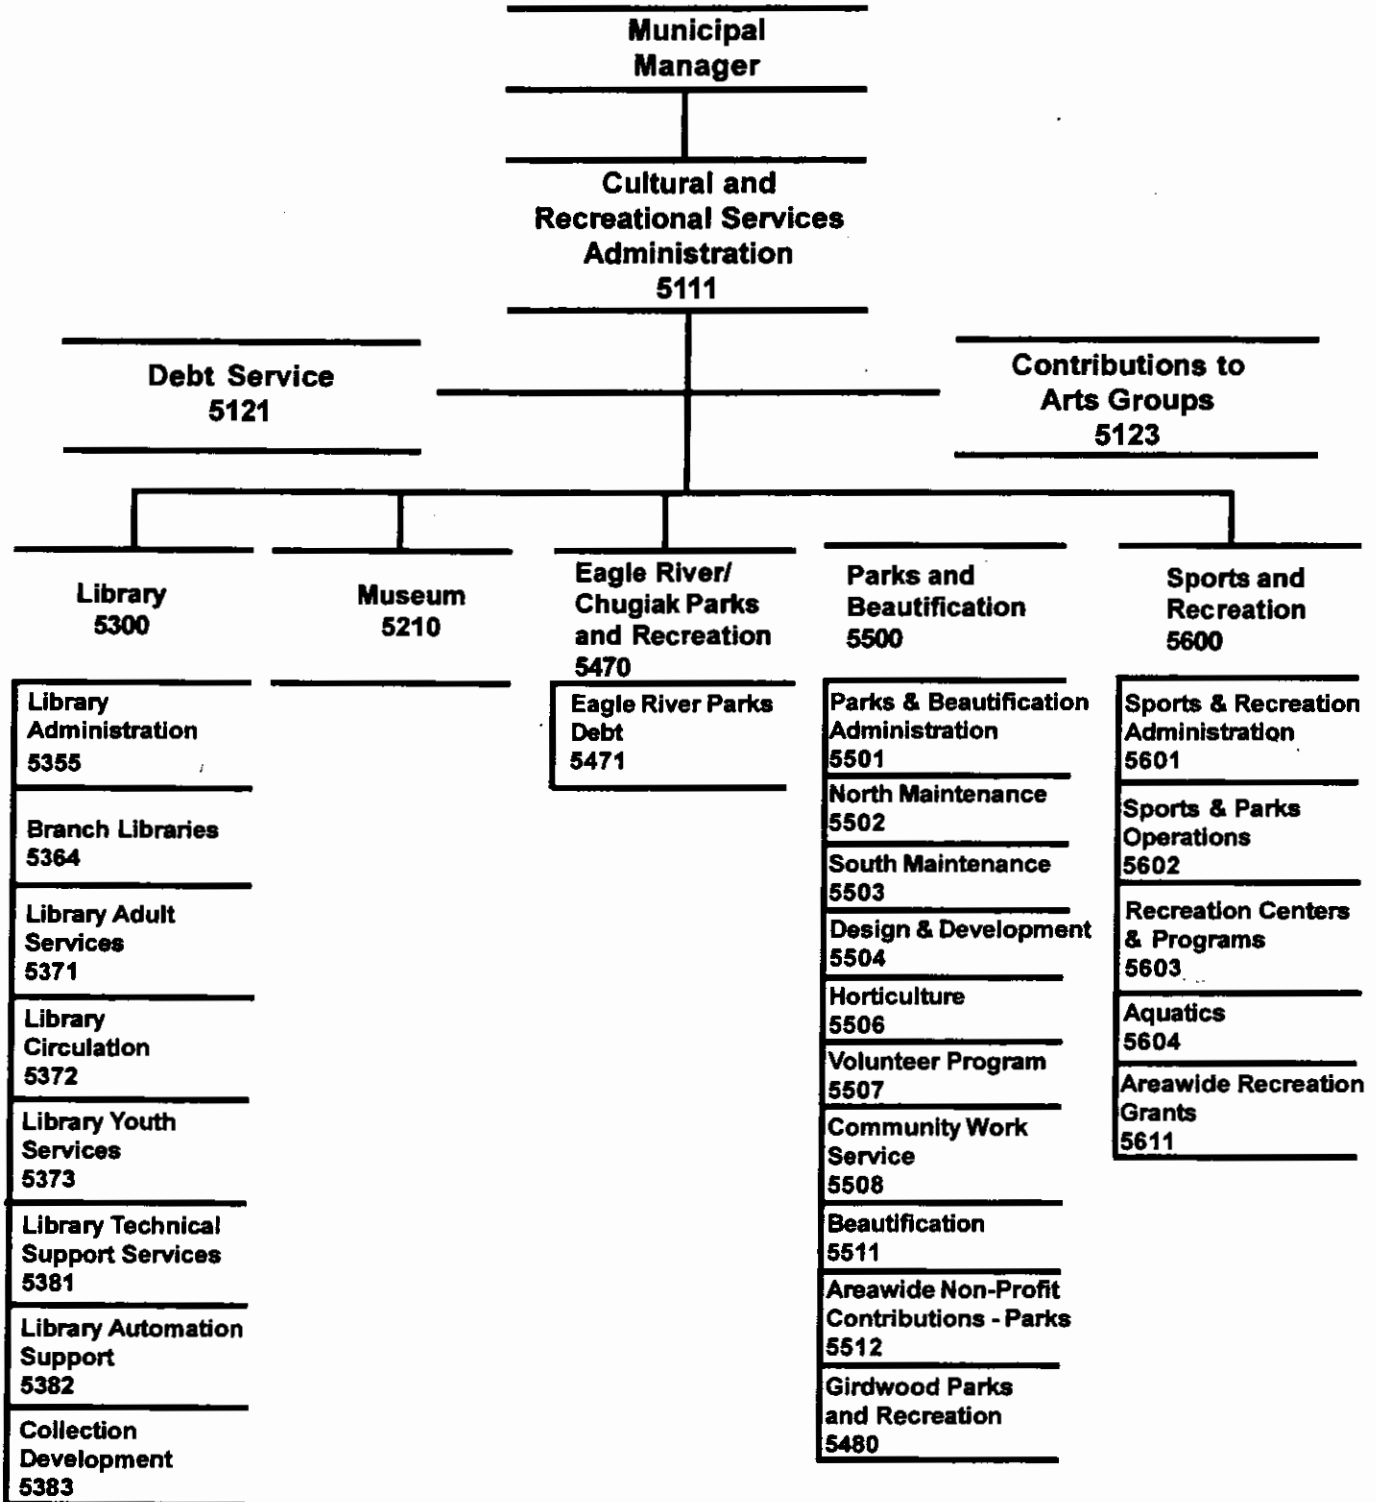 Municipal
Manager
Cultural and
Recreational Services
Administration
5111
Debt Service
5121
Contributions to
Arts Groups
5123
Library
5300
Library
Administration
5355
Branch Libraries
5364
Library Adult
Services
5371
Library
Circulation
5372
Library Youth
Services
5373
Library Technical
Support Services
5381
Library Automation
Support
5382
Collection
Development
5383
Museum
5210
Eagle River/
Chugiak Parks
and Recreation
5470
Eagle River Parks
Debt
5471
Parks and
Beautification
5500
Parks & Beautification
Administration
5501
North Maintenance
5502
South Maintenance
5503
Design & Development
5504
Horticulture
5506
Volunteer Program
5507
Community Work
Service
5508
Beautification
5511
Areawide Non-Profit
Contributions - Parks
5512
Girdwood Parks
and Recreation
5480
Sports and
Recreation
5600
Sports & Recreation
Administration
5601
Sports & Parks
Operations
5602
Recreation Centers
& Programs
5603
Aquatics
5604
Areawide Recreation
Grants
5611